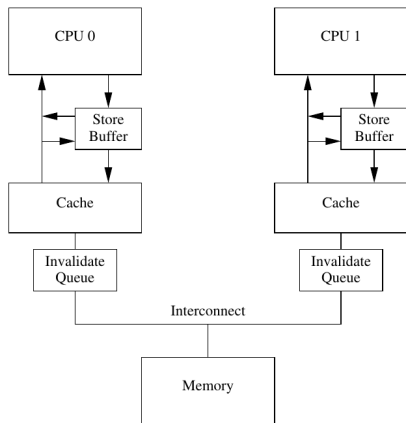 CPU 0
CPU 1
Store
Buffer
Store
Buffer
Cache
Cache
Invalidate
Queue
Invalidate
Queue
Interconnect
Memory